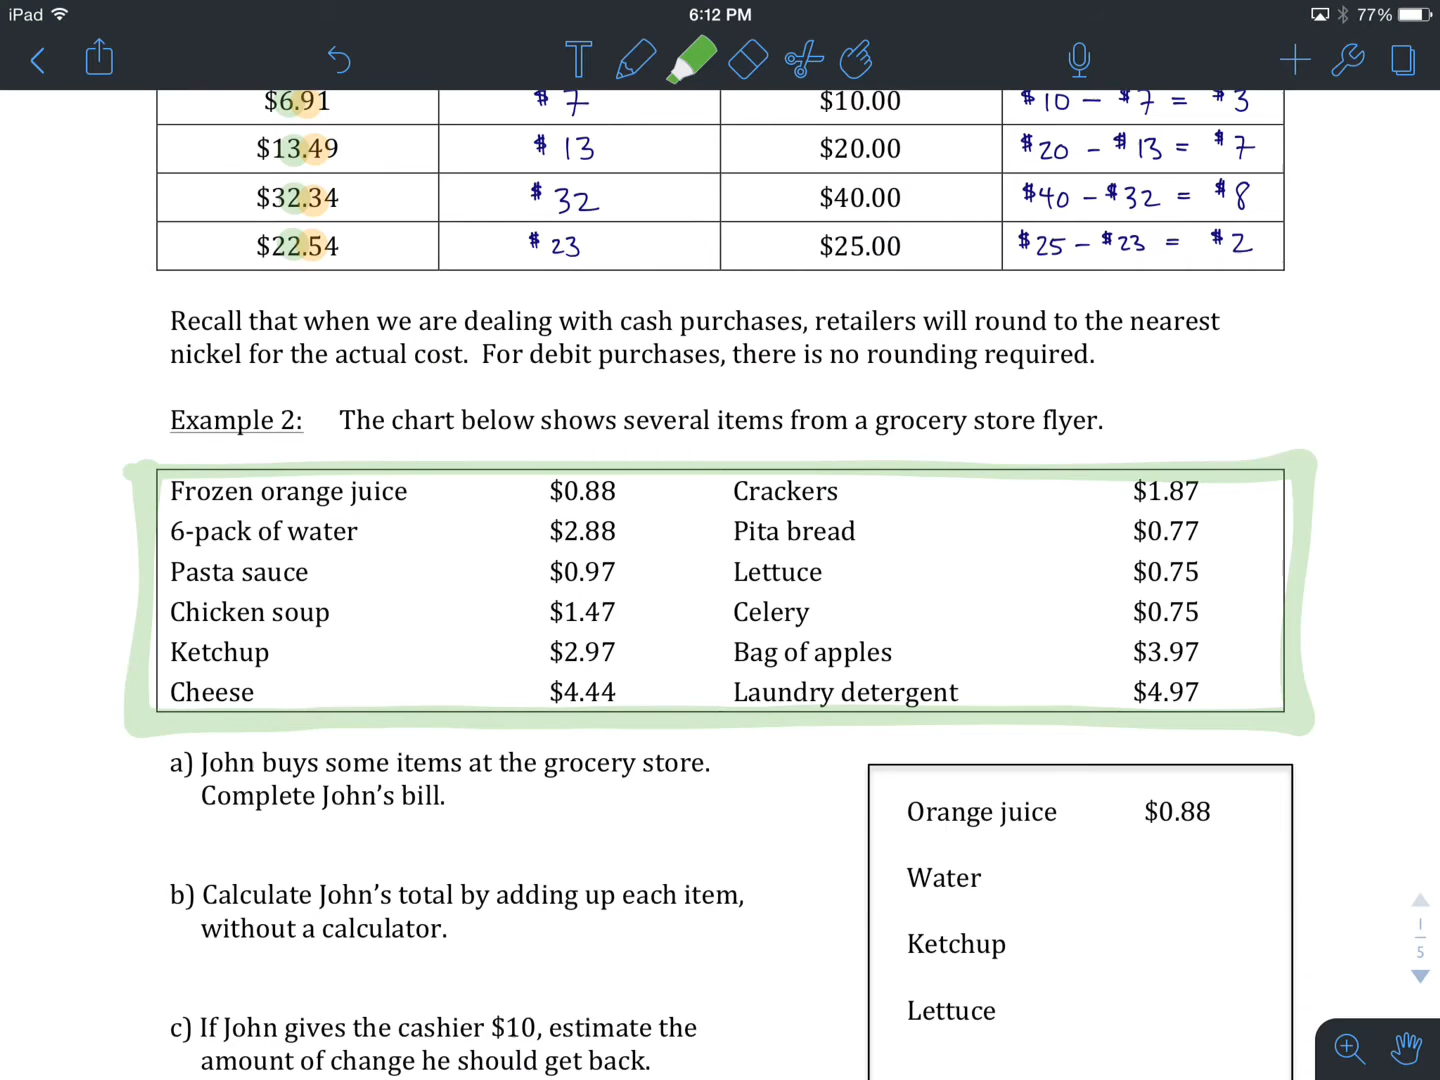 iPad 6:12 PM 77%
$6.91 $ 7 $10.00 $10 – $7 = $3
$13.49 $ 13 $20.00 $20 – $13 = $7
$32.34 $ 32 $40.00 $40 – $32 = $8
$22.54 $ 23 $25.00 $25 – $23 = $2
Recall that when we are dealing with cash purchases, retailers will round to the nearest
nickel for the actual cost. For debit purchases, there is no rounding required.
Example 2: The chart below shows several items from a grocery store flyer.
Frozen orange juice $0.88 Crackers $1.87
6-pack of water $2.88 Pita bread $0.77
Pasta sauce $0.97 Lettuce $0.75
Chicken soup $1.47 Celery $0.75
Ketchup $2.97 Bag of apples $3.97
Cheese $4.44 Laundry detergent $4.97
a) John buys some items at the grocery store.
Complete John’s bill.
b) Calculate John’s total by adding up each item,
without a calculator.
c) If John gives the cashier $10, estimate the
amount of change he should get back.
Orange juice $0.88
Water
Ketchup
Lettuce
1
5